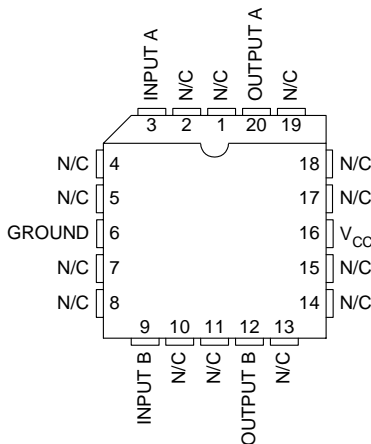 INPUT A
N/C
N/C
OUTPUT A
N/C
3 2 1 20 19
N/C 4 18 N/C
N/C 5 17 N/C
GROUND 6 16 VCC
N/C 7 15 N/C
N/C 8 14 N/C
9 10 11 12 13
INPUT B
N/C
N/C
OUTPUT B
N/C